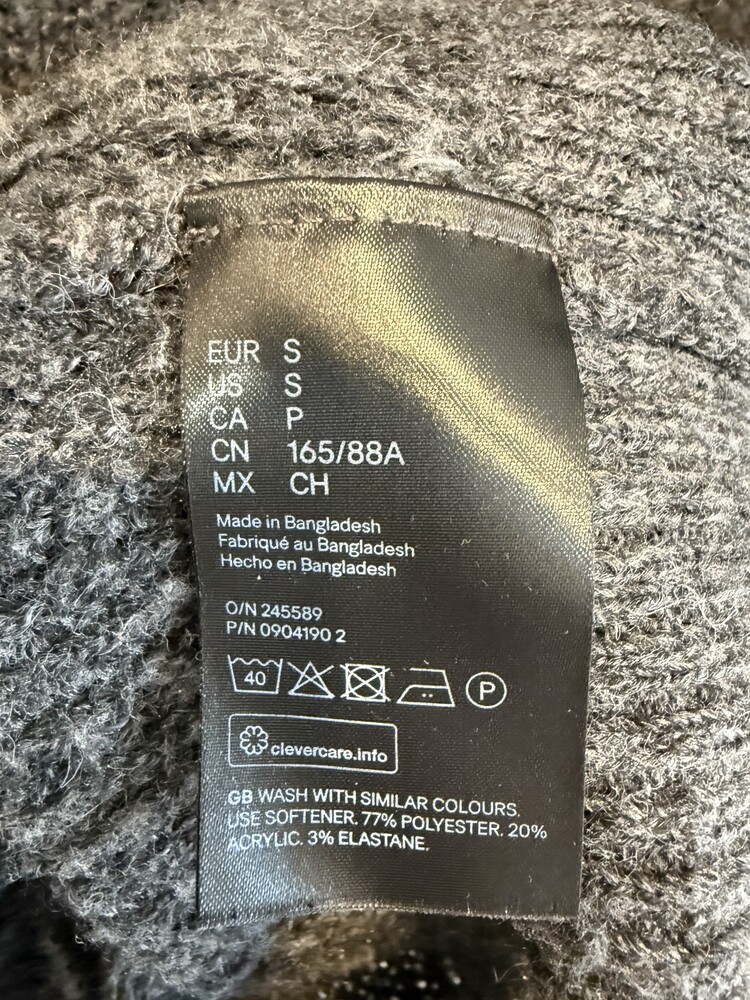 EUR S
US S
CA P
CN 165/88A
MX CH
Made in Bangladesh
Fabriqué au Bangladesh
Hecho en Bangladesh
O/N 245589
P/N 0904190 2
40 P
clevercare.info
GB WASH WITH SIMILAR COLOURS.
USE SOFTENER. 77% POLYESTER. 20%
ACRYLIC. 3% ELASTANE.